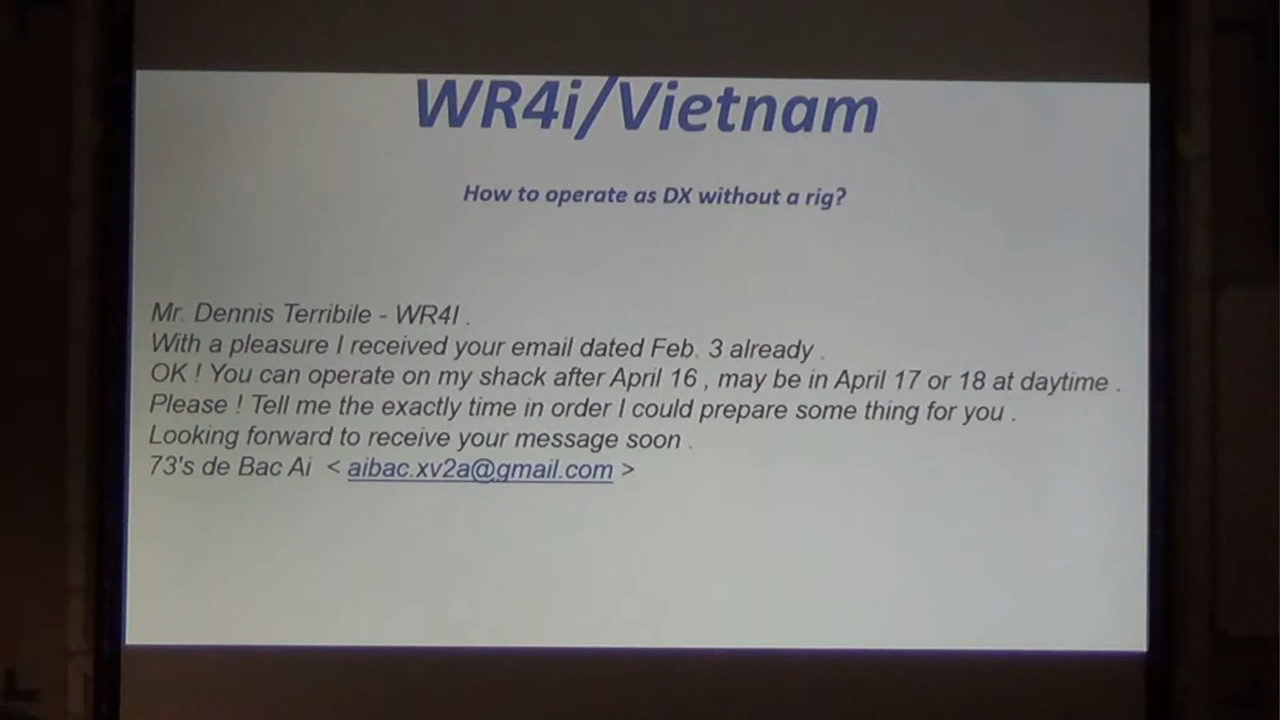 WR4i/Vietnam
How to operate as DX without a rig?
Mr. Dennis Terribile - WR4I .
With a pleasure I received your email dated Feb. 3 already .
OK ! You can operate on my shack after April 16 , may be in April 17 or 18 at daytime .
Please ! Tell me the exactly time in order I could prepare some thing for you .
Looking forward to receive your message soon .
73's de Bac Ai < aibac.xv2a@gmail.com >